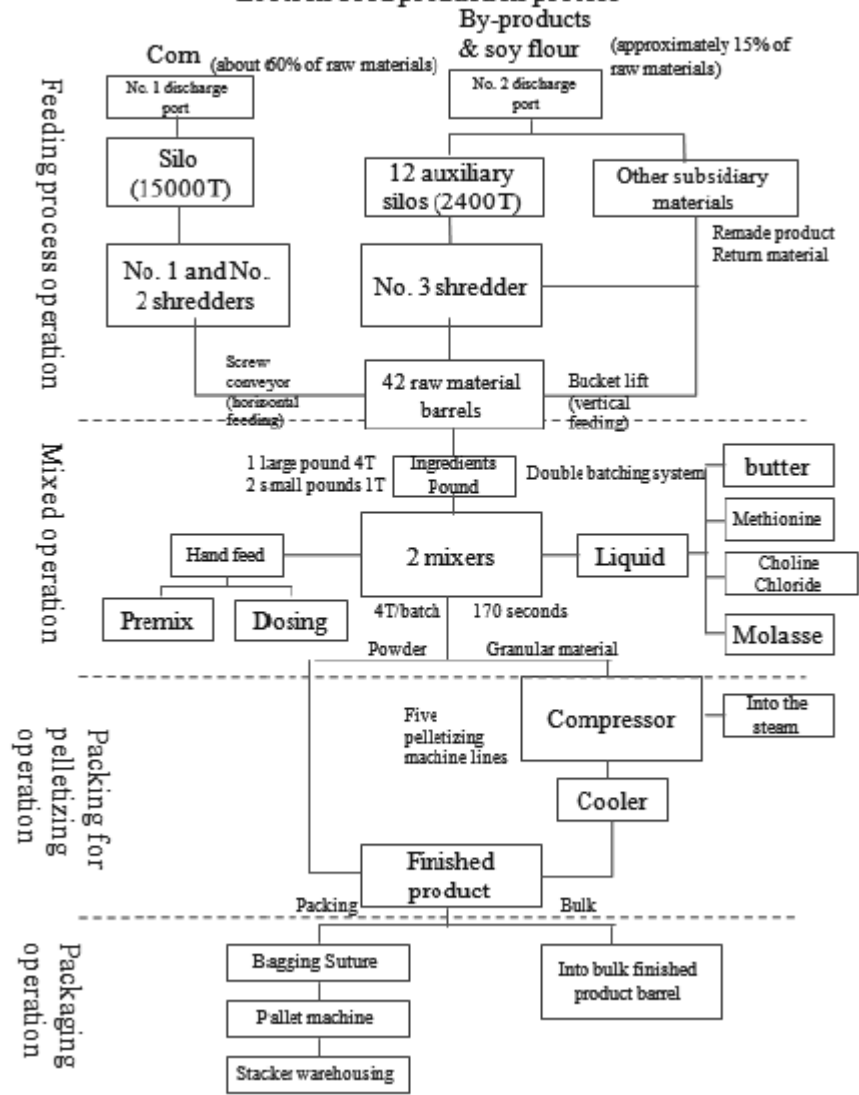 By-products
& soy flour
(approximately 15% of
raw materials)
Corn
(about 60% of raw materials)
No. 1 discharge
port
No. 2 discharge
port
Silo
(15000T)
12 auxiliary
silos (2400T)
Other subsidiary
materials
Remade product
Return material
No. 1 and No.
2 shredders
No. 3 shredder
Screw
conveyor
(horizontal
feeding)
42 raw material
barrels
Bucket lift
(vertical
feeding)
Feeding process operation
1 large pound 4T
2 small pounds 1T
Ingredients
Pound
Double batching system
butter
Methionine
Hand feed
2 mixers
Liquid
Choline
Chloride
Premix
Dosing
4T/batch
170 seconds
Molasse
Powder
Granular material
Mixed operation
Five
pelletizing
machine lines
Compressor
Into the
steam
Cooler
Finished
product
Packing for
pelletizing
operation
Packing
Bulk
Bagging Suture
Into bulk finished
product barrel
Pallet machine
Stacker warehousing
Packaging
operation